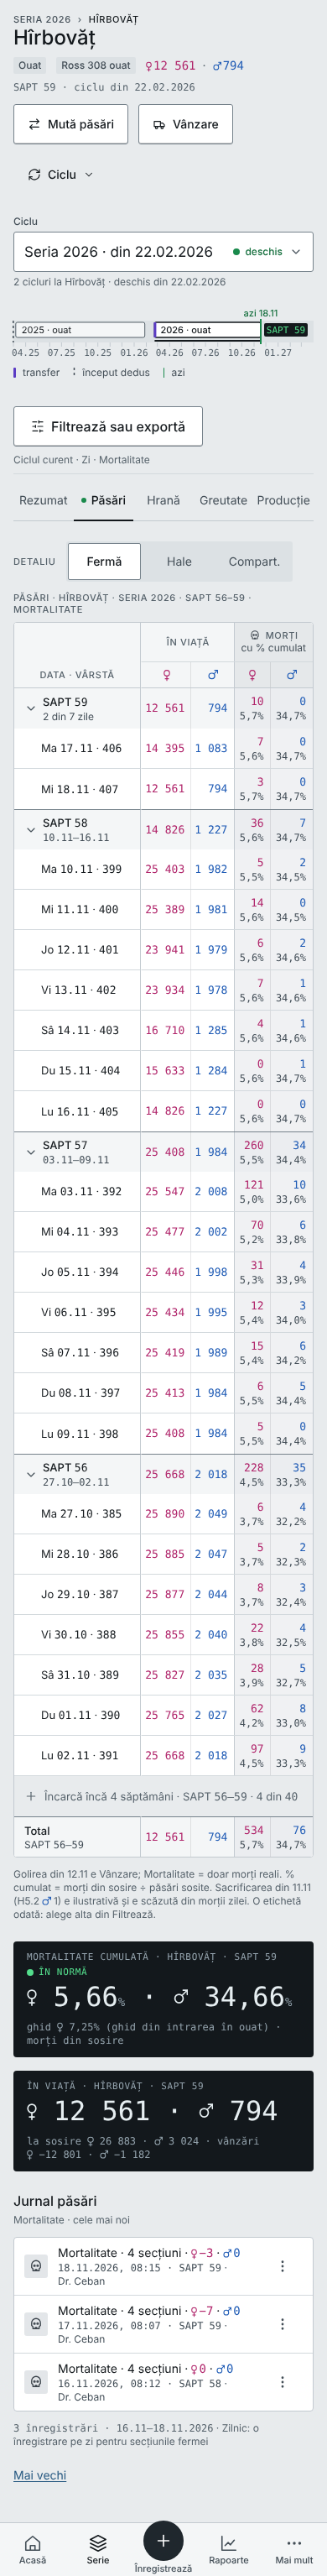 SERIA 2026 › HÎRBOVĂȚ
Hîrbovăț
Ouat Ross 308 ouat ♀12 561 · ♂794
SAPT 59 · ciclu din 22.02.2026
Mută păsări Vânzare
Ciclu
Ciclu
Seria 2026 · din 22.02.2026 deschis
2 cicluri la Hîrbovăț · deschis din 22.02.2026
azi 18.11
2025 · ouat 2026 · ouat SAPT 59
04.25 07.25 10.25 01.26 04.26 07.26 10.26 01.27
transfer început dedus azi
Filtrează sau exportă
Ciclul curent · Zi · Mortalitate
Rezumat Păsări Hrană Greutate Producție
DETALIU Fermă Hale Compart.
PĂSĂRI · HÎRBOVĂȚ · SERIA 2026 · SAPT 56–59 ·
MORTALITATE
DATA · VÂRSTĂ ÎN VIAȚĂ MORȚI
cu % cumulat
♀ ♂ ♀ ♂
SAPT 59 12 561 794 10 0
2 din 7 zile 5,7% 34,7%
Ma 17.11 · 406 14 395 1 083 7 0
5,6% 34,7%
Mi 18.11 · 407 12 561 794 3 0
5,7% 34,7%
SAPT 58 14 826 1 227 36 7
10.11–16.11 5,6% 34,7%
Ma 10.11 · 399 25 403 1 982 5 2
5,5% 34,5%
Mi 11.11 · 400 25 389 1 981 14 0
5,6% 34,5%
Jo 12.11 · 401 23 941 1 979 6 2
5,6% 34,6%
Vi 13.11 · 402 23 934 1 978 7 1
5,6% 34,6%
Sâ 14.11 · 403 16 710 1 285 4 1
5,6% 34,6%
Du 15.11 · 404 15 633 1 284 0 1
5,6% 34,7%
Lu 16.11 · 405 14 826 1 227 0 0
5,6% 34,7%
SAPT 57 25 408 1 984 260 34
03.11–09.11 5,5% 34,4%
Ma 03.11 · 392 25 547 2 008 121 10
5,0% 33,6%
Mi 04.11 · 393 25 477 2 002 70 6
5,2% 33,8%
Jo 05.11 · 394 25 446 1 998 31 4
5,3% 33,9%
Vi 06.11 · 395 25 434 1 995 12 3
5,4% 34,0%
Sâ 07.11 · 396 25 419 1 989 15 6
5,4% 34,2%
Du 08.11 · 397 25 413 1 984 6 5
5,5% 34,4%
Lu 09.11 · 398 25 408 1 984 5 0
5,5% 34,4%
SAPT 56 25 668 2 018 228 35
27.10–02.11 4,5% 33,3%
Ma 27.10 · 385 25 890 2 049 6 4
3,7% 32,2%
Mi 28.10 · 386 25 885 2 047 5 2
3,7% 32,3%
Jo 29.10 · 387 25 877 2 044 8 3
3,7% 32,4%
Vi 30.10 · 388 25 855 2 040 22 4
3,8% 32,5%
Sâ 31.10 · 389 25 827 2 035 28 5
3,9% 32,7%
Du 01.11 · 390 25 765 2 027 62 8
4,2% 33,0%
Lu 02.11 · 391 25 668 2 018 97 9
4,5% 33,3%
Încarcă încă 4 săptămâni · SAPT 56–59 · 4 din 40
Total 12 561 794 534 76
SAPT 56–59 5,7% 34,7%
Golirea din 12.11 e Vânzare; Mortalitate = doar morți reali. %
cumulat = morți din sosire ÷ păsări sosite. Sacrificarea din 11.11
(H5.2 ♂ 1) e ilustrativă și e scăzută din morții zilei. O etichetă
odată: alege alta din Filtrează.
MORTALITATE CUMULATĂ · HÎRBOVĂȚ · SAPT 59
ÎN NORMĂ
♀ 5,66% · ♂ 34,66%
ghid ♀ 7,25% (ghid din intrarea în ouat) ·
morți din sosire
ÎN VIAȚĂ · HÎRBOVĂȚ · SAPT 59
♀ 12 561 · ♂ 794
la sosire ♀ 26 883 · ♂ 3 024 · vânzări
♀ −12 801 · ♂ −1 182
Jurnal păsări
Mortalitate · cele mai noi
Mortalitate · 4 secțiuni · ♀−3 · ♂0
18.11.2026, 08:15 · SAPT 59 ·
Dr. Ceban
Mortalitate · 4 secțiuni · ♀−7 · ♂0
17.11.2026, 08:07 · SAPT 59 ·
Dr. Ceban
Mortalitate · 4 secțiuni · ♀0 · ♂0
16.11.2026, 08:12 · SAPT 58 ·
Dr. Ceban
3 înregistrări · 16.11–18.11.2026 · Zilnic: o
înregistrare pe zi pentru secțiunile fermei
Mai vechi
Acasă Serie Înregistrează Rapoarte Mai mult